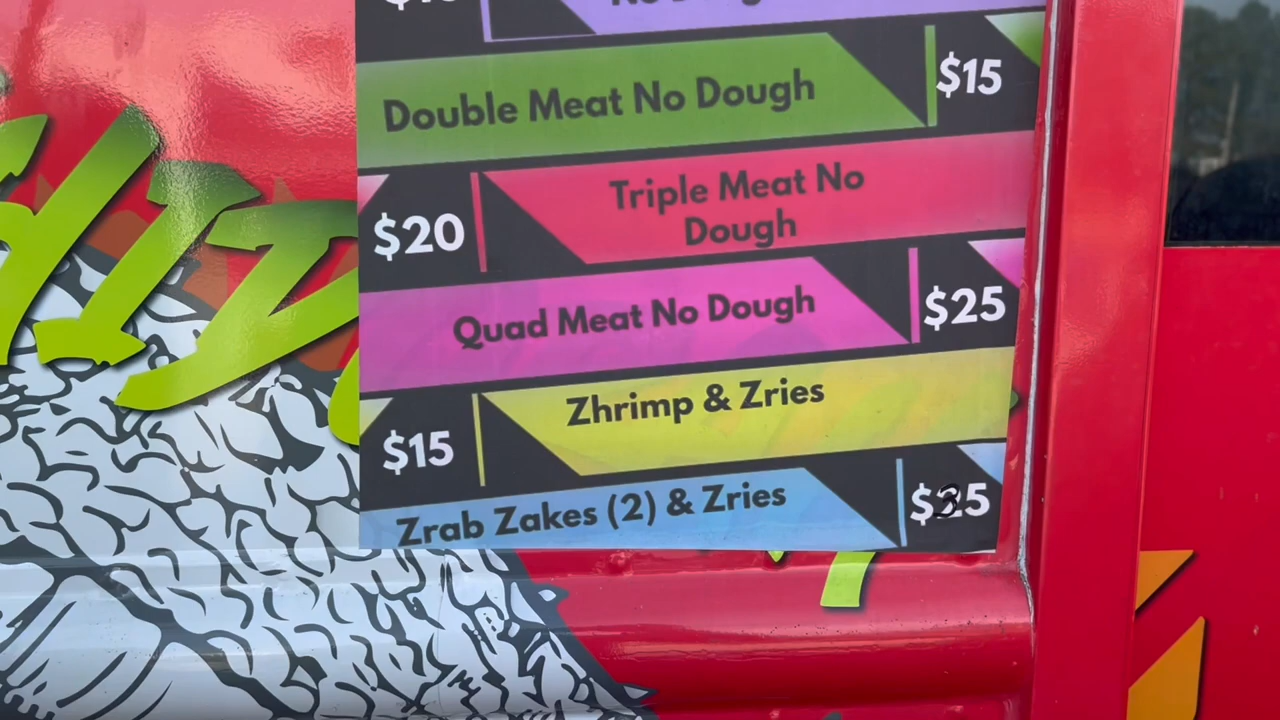 Double Meat No Dough $15
$20 Triple Meat No
Dough
Quad Meat No Dough $25
$15 Zhrimp & Zries
Zrab Zakes (2) & Zries $35